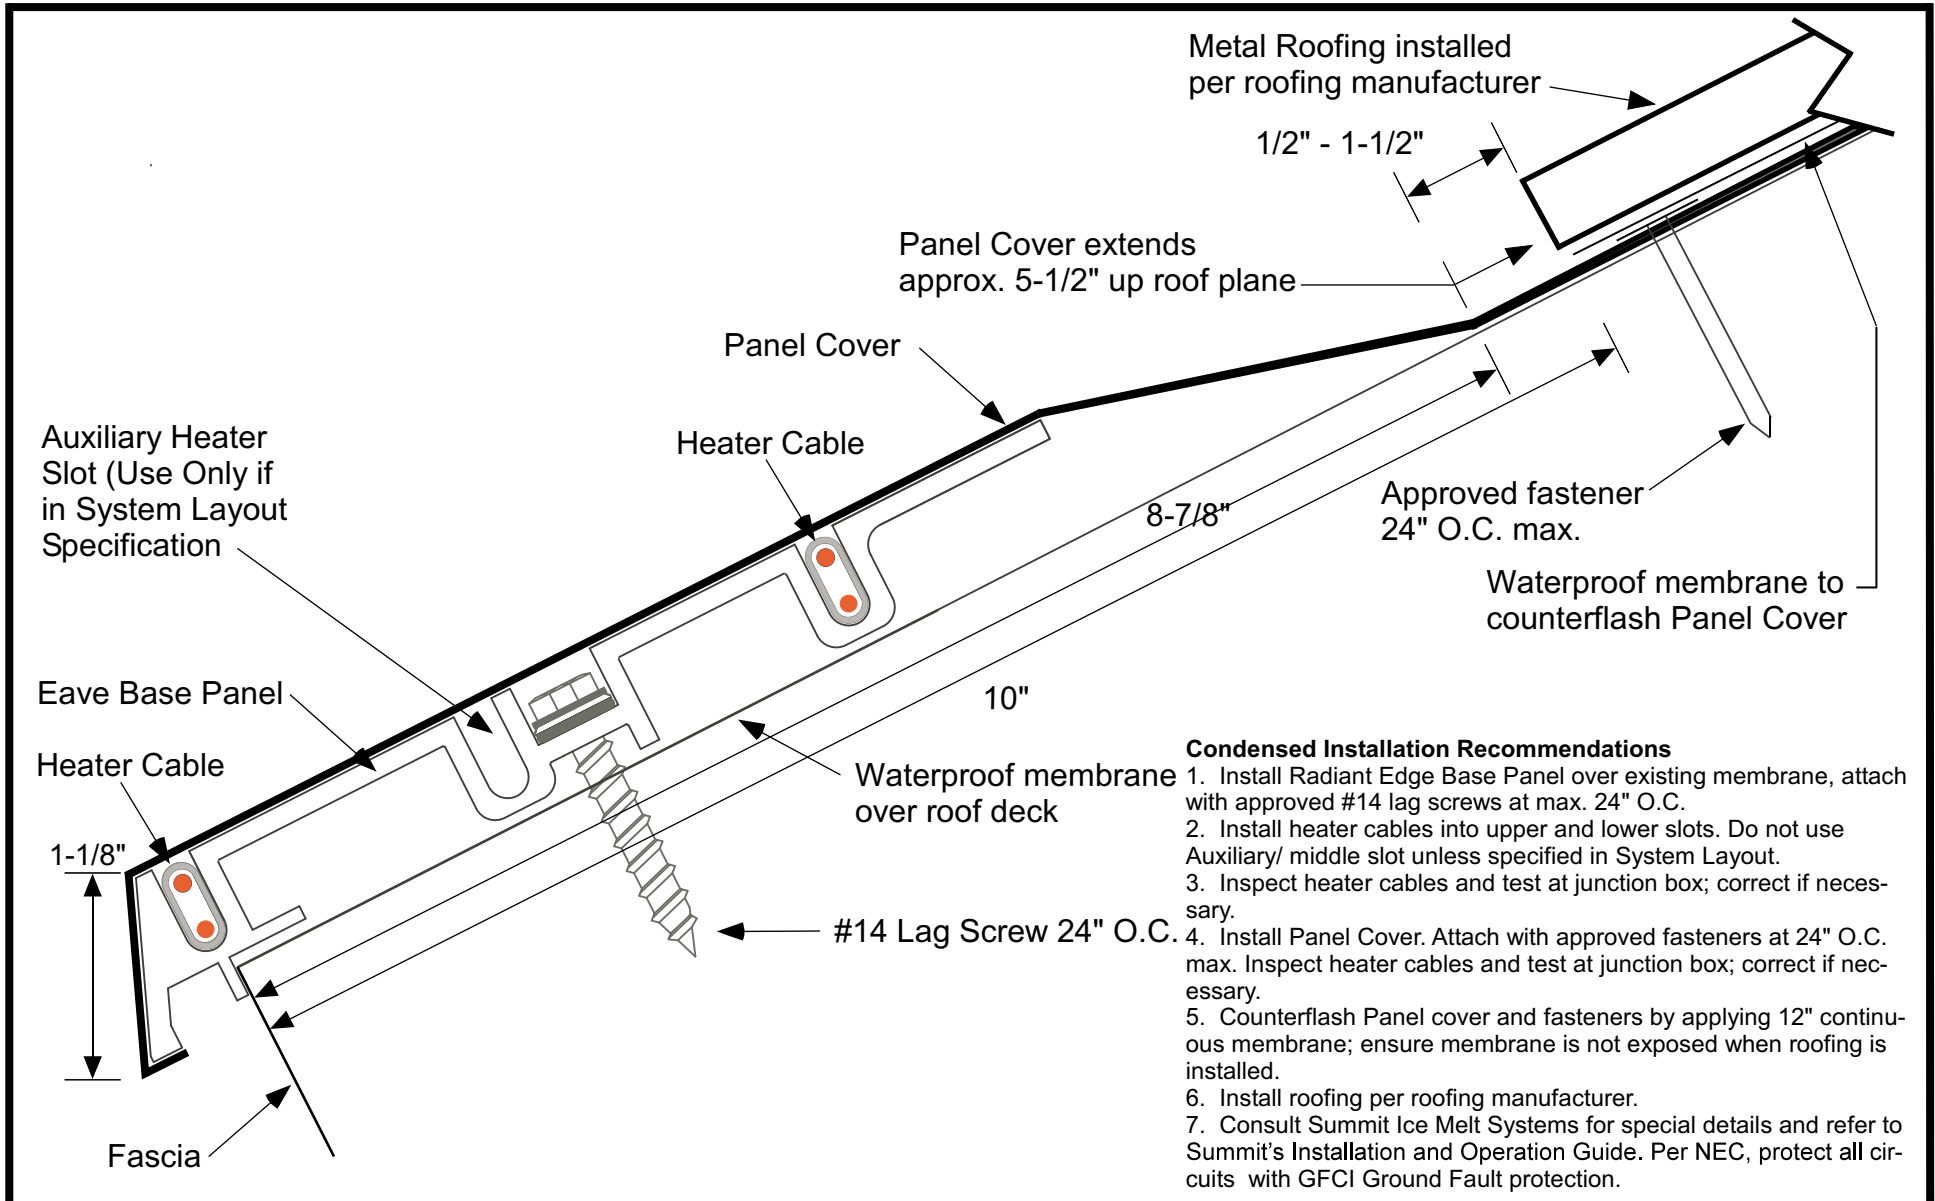 Metal Roofing installed
per roofing manufacturer
1/2" - 1-1/2"
Panel Cover extends
approx. 5-1/2" up roof plane
Panel Cover
Auxiliary Heater
Slot (Use Only if
in System Layout
Specification
Heater Cable
8-7/8"
Approved fastener
24" O.C. max.
Waterproof membrane to
counterflash Panel Cover
Eave Base Panel
10"
Heater Cable
Waterproof membrane
over roof deck
1-1/8"
#14 Lag Screw 24" O.C.
Fascia
Condensed Installation Recommendations
1. Install Radiant Edge Base Panel over existing membrane, attach
with approved #14 lag screws at max. 24" O.C.
2. Install heater cables into upper and lower slots. Do not use
Auxiliary/ middle slot unless specified in System Layout.
3. Inspect heater cables and test at junction box; correct if neces-
sary.
4. Install Panel Cover. Attach with approved fasteners at 24" O.C.
max. Inspect heater cables and test at junction box; correct if nec-
essary.
5. Counterflash Panel cover and fasteners by applying 12" continu-
ous membrane; ensure membrane is not exposed when roofing is
installed.
6. Install roofing per roofing manufacturer.
7. Consult Summit Ice Melt Systems for special details and refer to
Summit's Installation and Operation Guide. Per NEC, protect all cir-
cuits with GFCI Ground Fault protection.